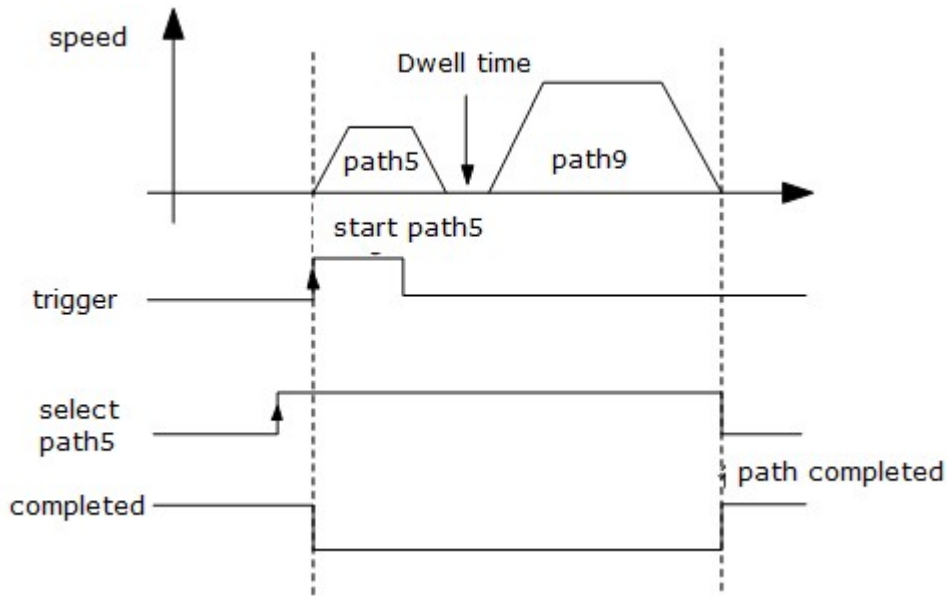 speed
Dwell time
path5
path9
start path5
trigger
select
path5
path completed
completed